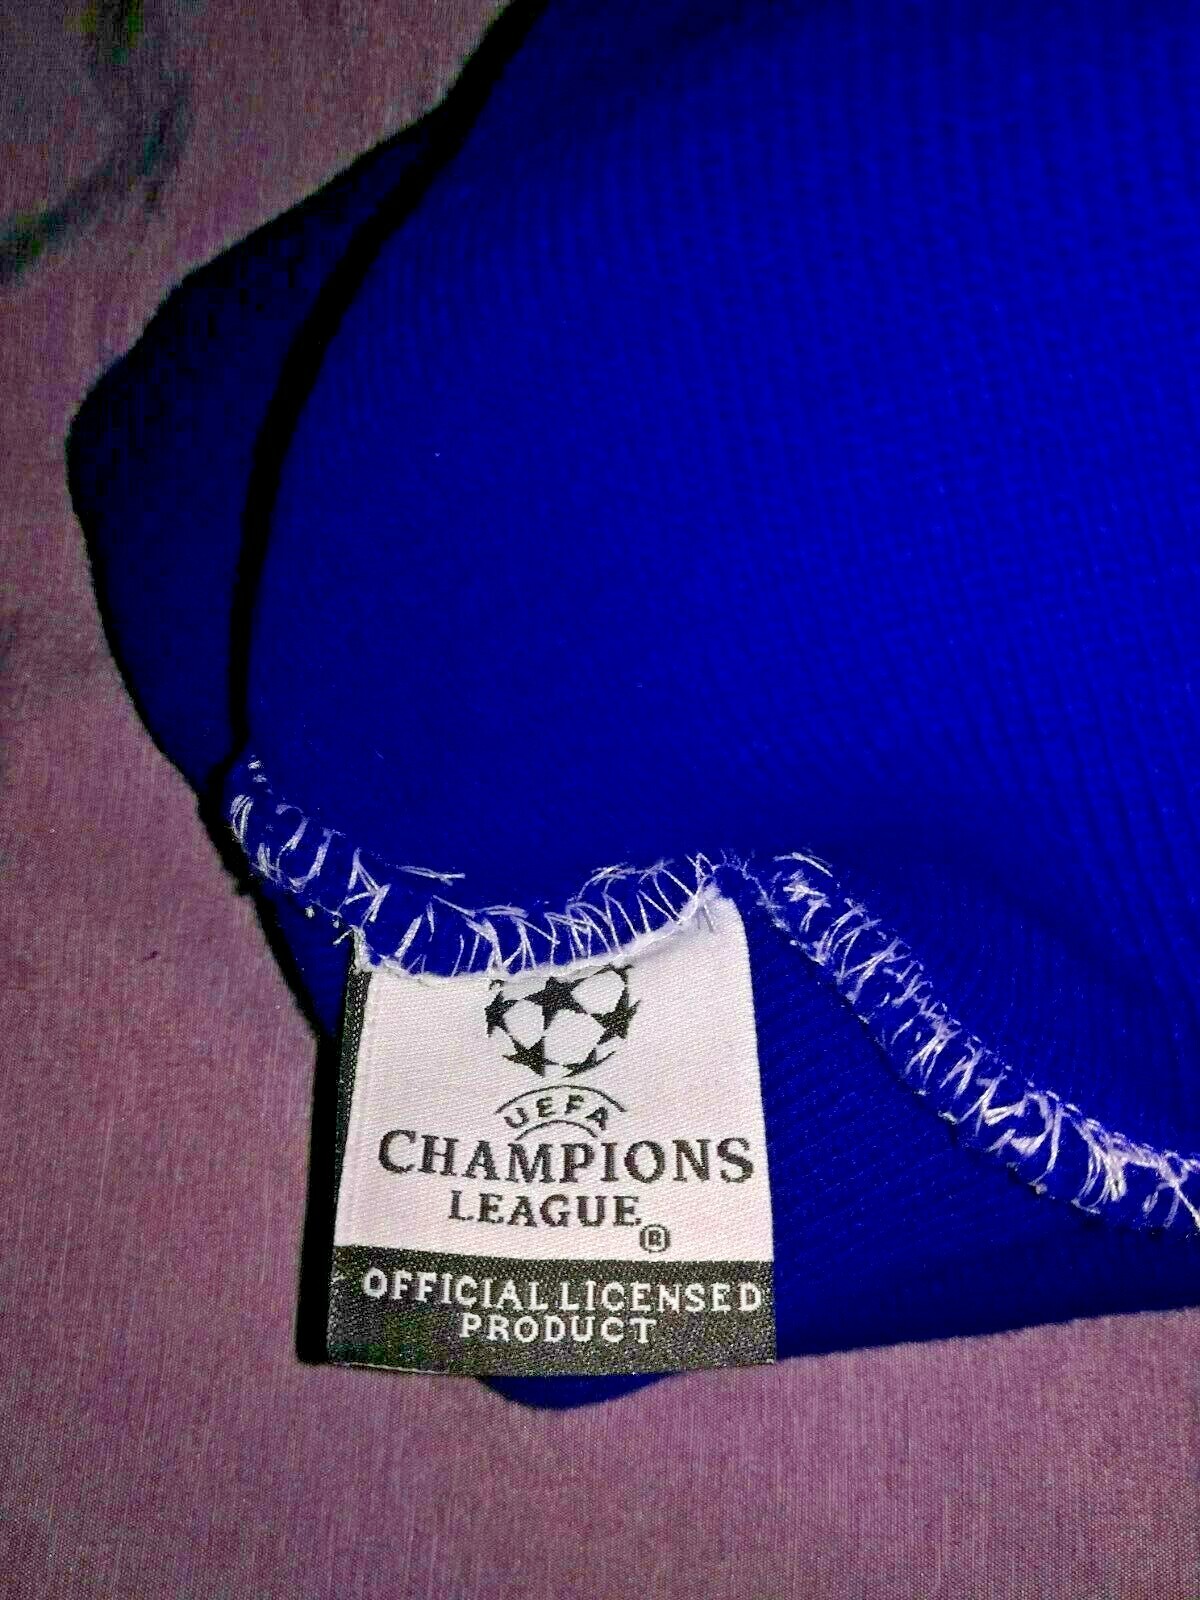 UEFA
CHAMPIONS
LEAGUE®
OFFICIAL LICENSED
PRODUCT